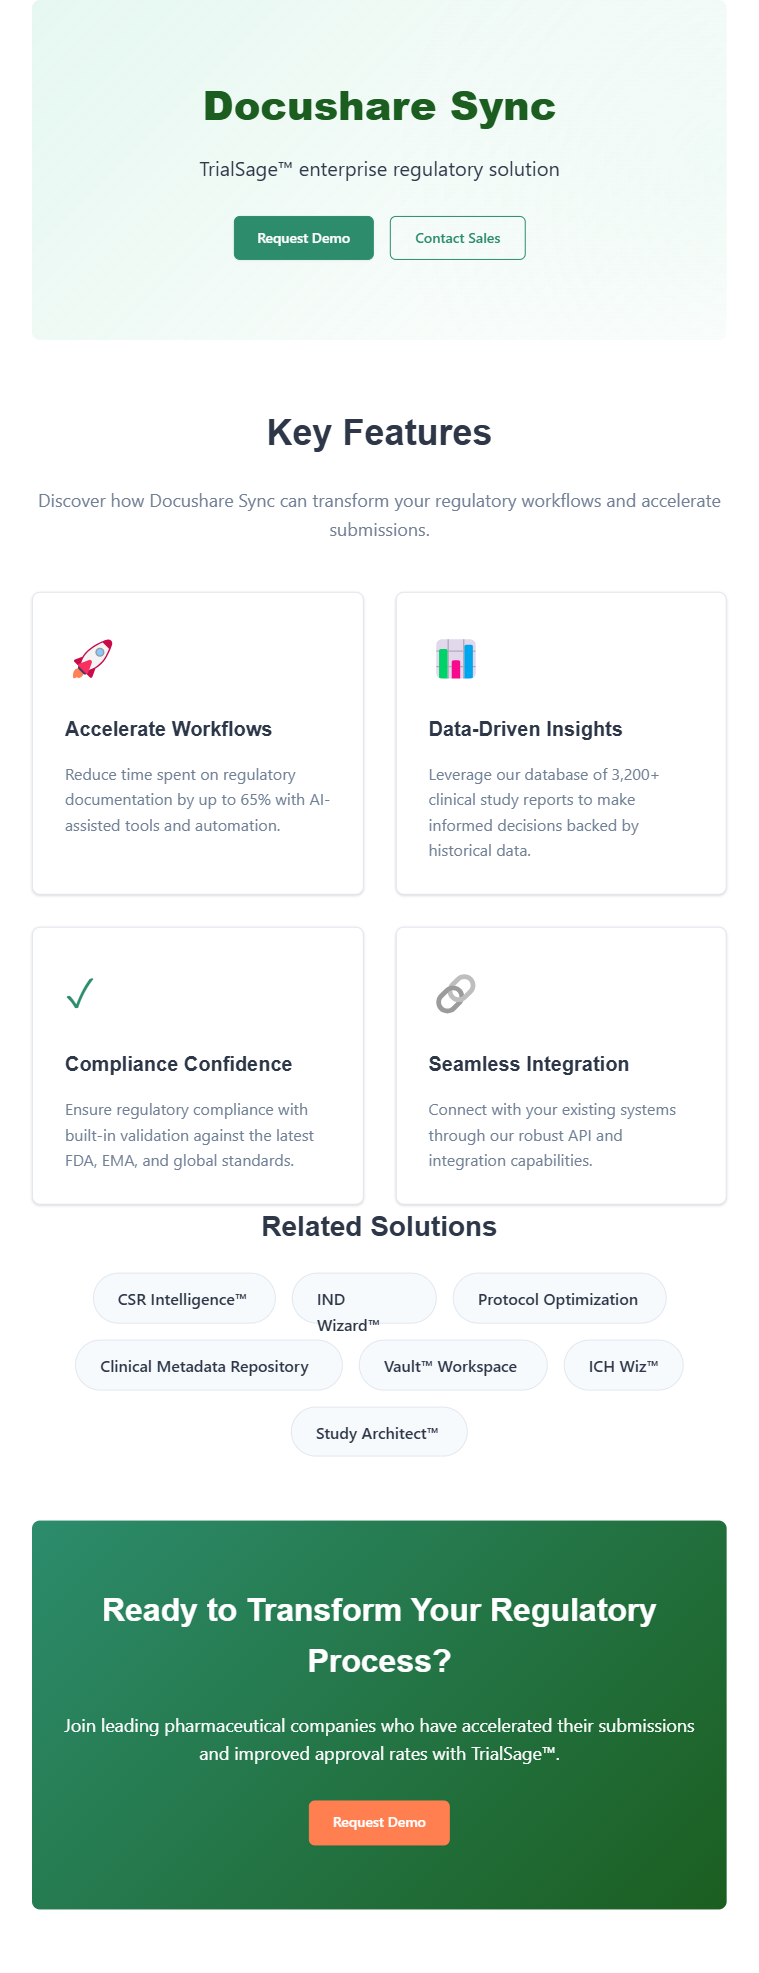 Docushare Sync
TrialSage™ enterprise regulatory solution
Request Demo
Contact Sales
Key Features
Discover how Docushare Sync can transform your regulatory workflows and accelerate
submissions.
Accelerate Workflows
Reduce time spent on regulatory
documentation by up to 65% with AI-
assisted tools and automation.
Data-Driven Insights
Leverage our database of 3,200+
clinical study reports to make
informed decisions backed by
historical data.
Compliance Confidence
Ensure regulatory compliance with
built-in validation against the latest
FDA, EMA, and global standards.
Seamless Integration
Connect with your existing systems
through our robust API and
integration capabilities.
Related Solutions
CSR Intelligence™
IND
Wizard™
Protocol Optimization
Clinical Metadata Repository
Vault™ Workspace
ICH Wiz™
Study Architect™
Ready to Transform Your Regulatory
Process?
Join leading pharmaceutical companies who have accelerated their submissions
and improved approval rates with TrialSage™.
Request Demo